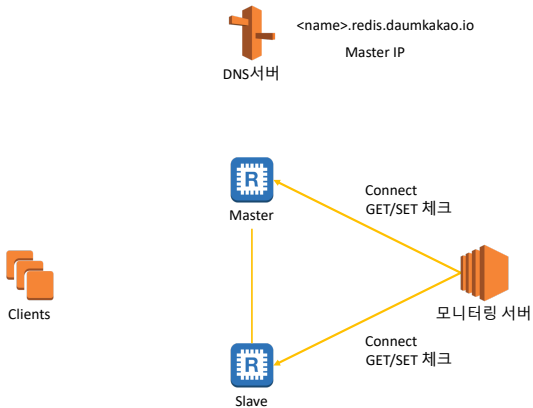 <name>.redis.daumkakao.io
Master IP
DNS서버
R
Master
Connect
GET/SET 체크
Clients
모니터링 서버
Connect
GET/SET 체크
R
Slave